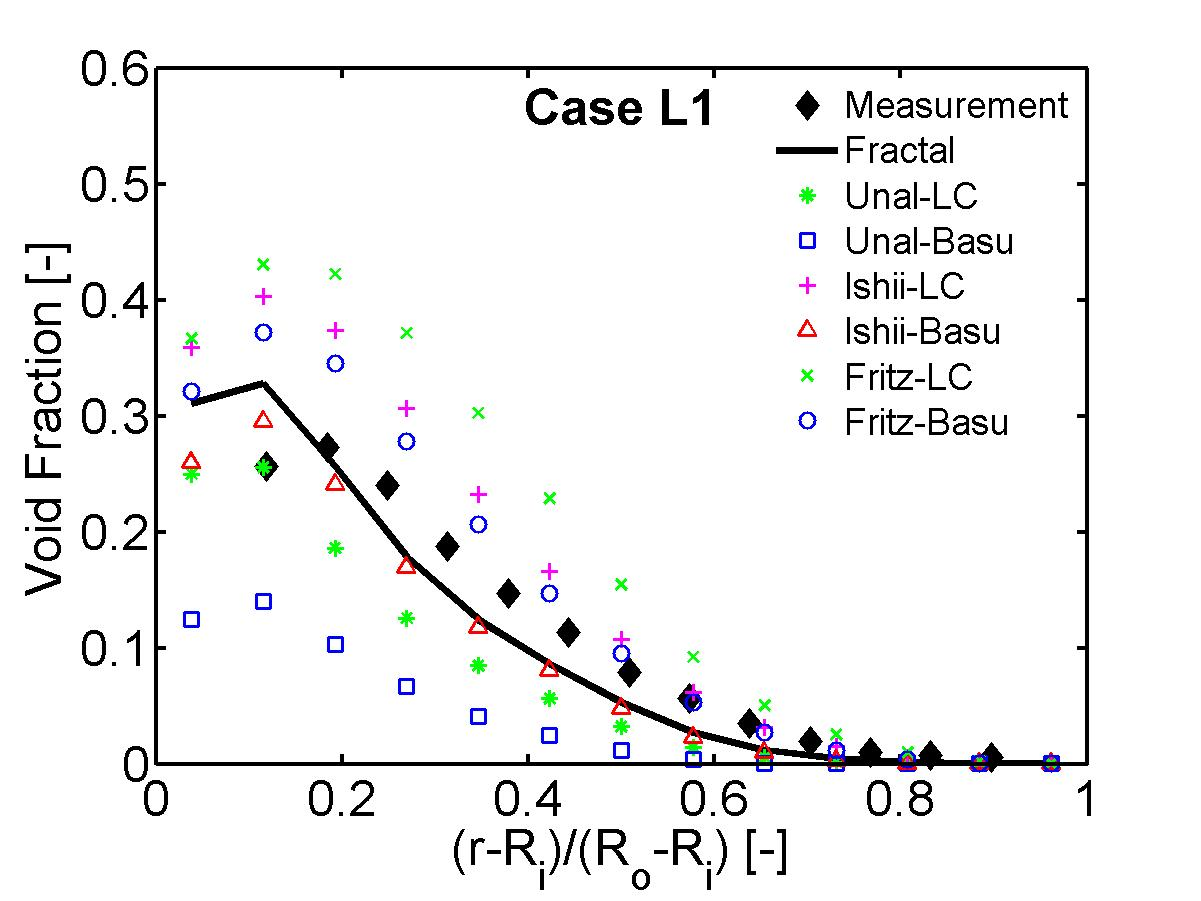 Case L1
Measurement
Fractal
Unal-LC
Unal-Basu
Ishii-LC
Ishii-Basu
Fritz-LC
Fritz-Basu
0.6
0.5
0.4
0.3
0.2
0.1
0
Void Fraction [-]
0 0.2 0.4 0.6 0.8 1
(r-Ri)/(Ro-Ri) [-]